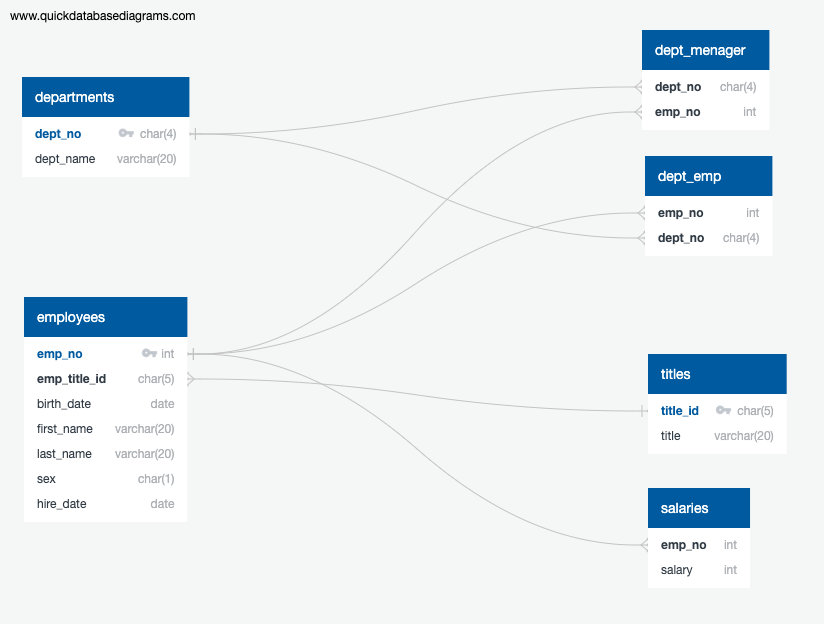 www.quickdatabasediagrams.com
departments
dept_no char(4)
dept_name varchar(20)
employees
emp_no int
emp_title_id char(5)
birth_date date
first_name varchar(20)
last_name varchar(20)
sex char(1)
hire_date date
dept_menager
dept_no char(4)
emp_no int
dept_emp
emp_no int
dept_no char(4)
titles
title_id char(5)
title varchar(20)
salaries
emp_no int
salary int